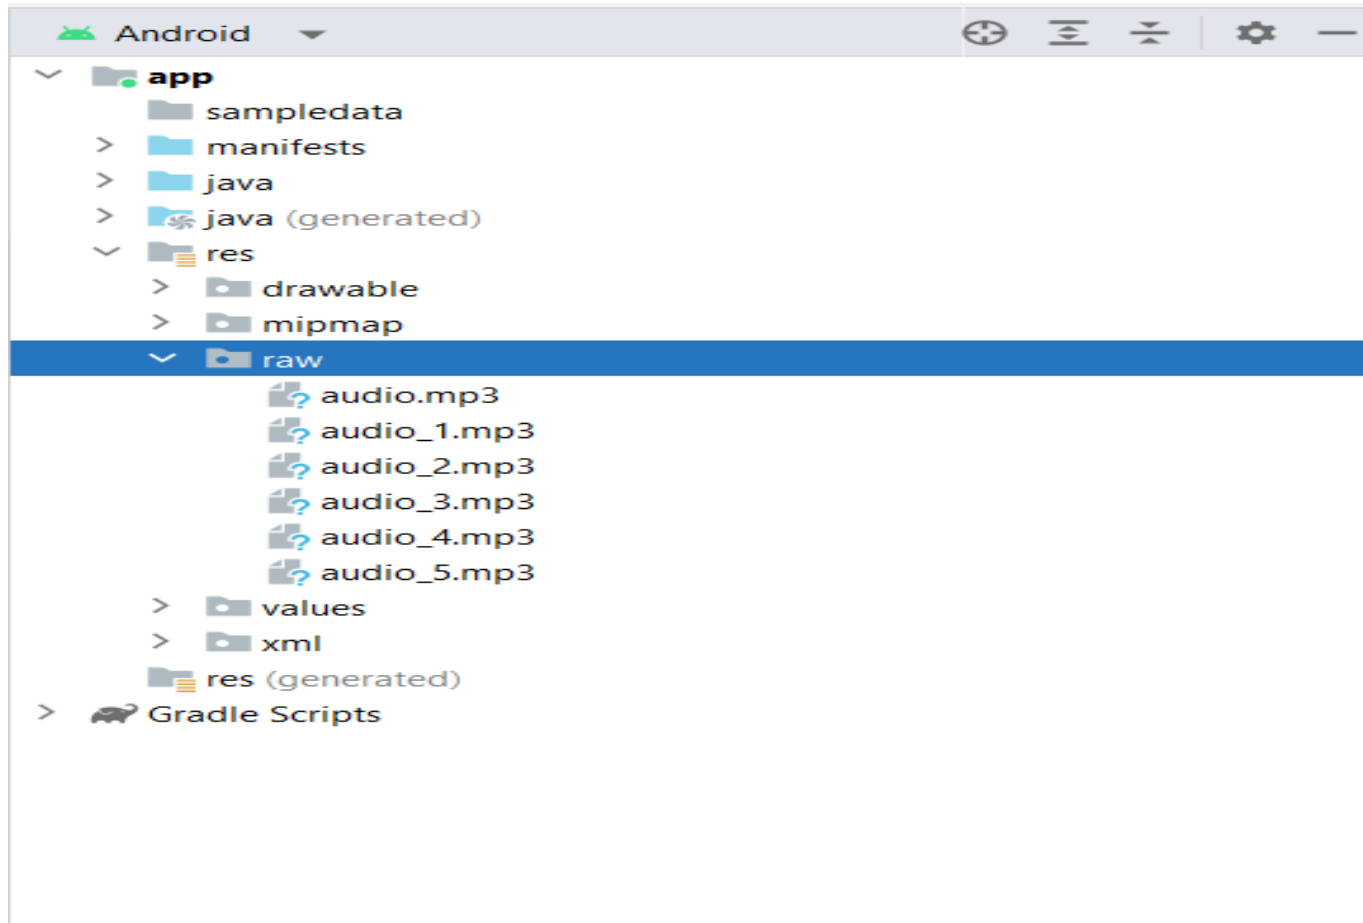 Android
app
sampledata
manifests
java
java (generated)
res
drawable
mipmap
raw
audio.mp3
audio_1.mp3
audio_2.mp3
audio_3.mp3
audio_4.mp3
audio_5.mp3
values
xml
res (generated)
Gradle Scripts